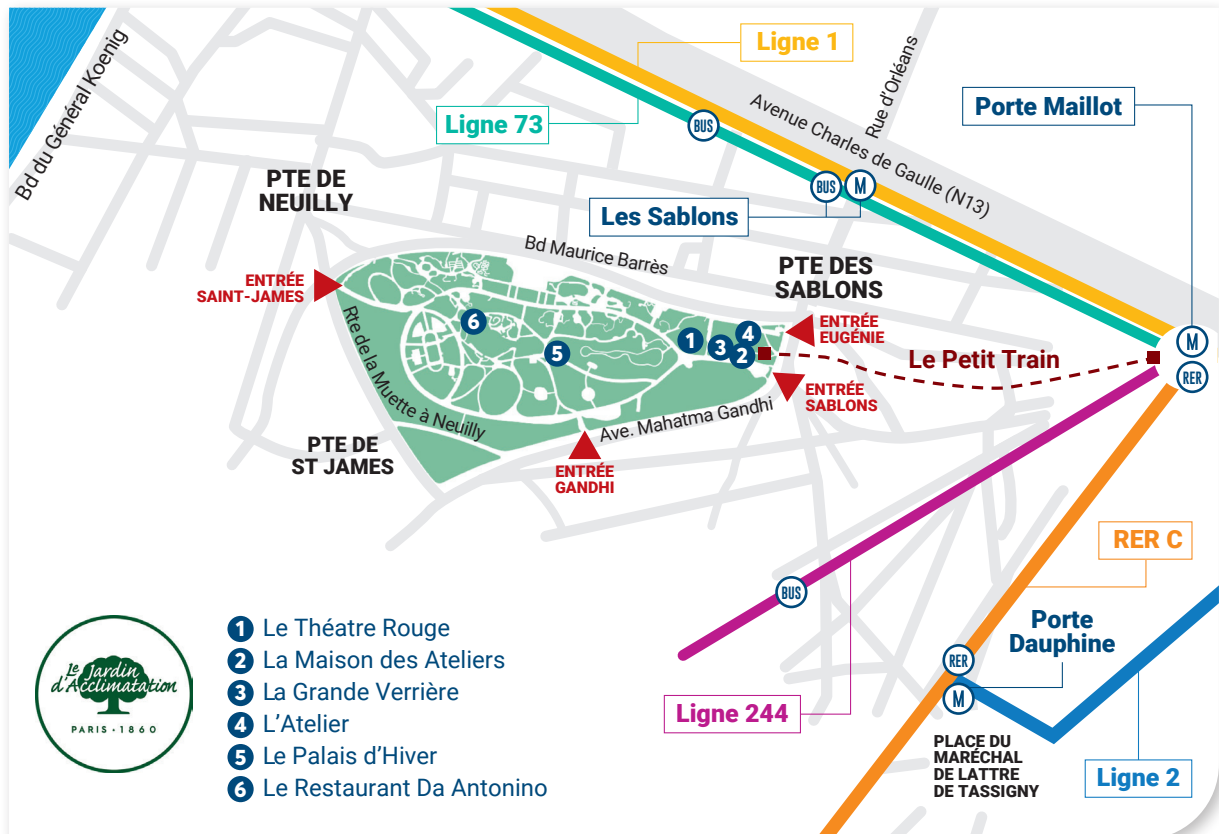 Bd du Général Koenig
Ligne 1
Ligne 73
BUS
Avenue Charles de Gaulle (N13)
Rue d'Orléans
Porte Maillot
PTE DE
NEUILLY
BUS
M
Les Sablons
Bd Maurice Barrès
PTE DES
SABLONS
ENTRÉE
SAINT-JAMES
ENTRÉE
EUGÉNIE
6
5
1
3
4
2
Le Petit Train
M
RER
Rte de la Muette à Neuilly
ENTRÉE
SABLONS
Ave. Mahatma Gandhi
PTE DE
ST JAMES
ENTRÉE
GANDHI
RER C
BUS
Porte
Dauphine
RER
M
Ligne 244
PLACE DU
MARÉCHAL
DE LATTRE
DE TASSIGNY
Ligne 2
Le Jardin
d'Acclimatation
PARIS · 1860
1 Le Théatre Rouge
2 La Maison des Ateliers
3 La Grande Verrière
4 L'Atelier
5 Le Palais d'Hiver
6 Le Restaurant Da Antonino